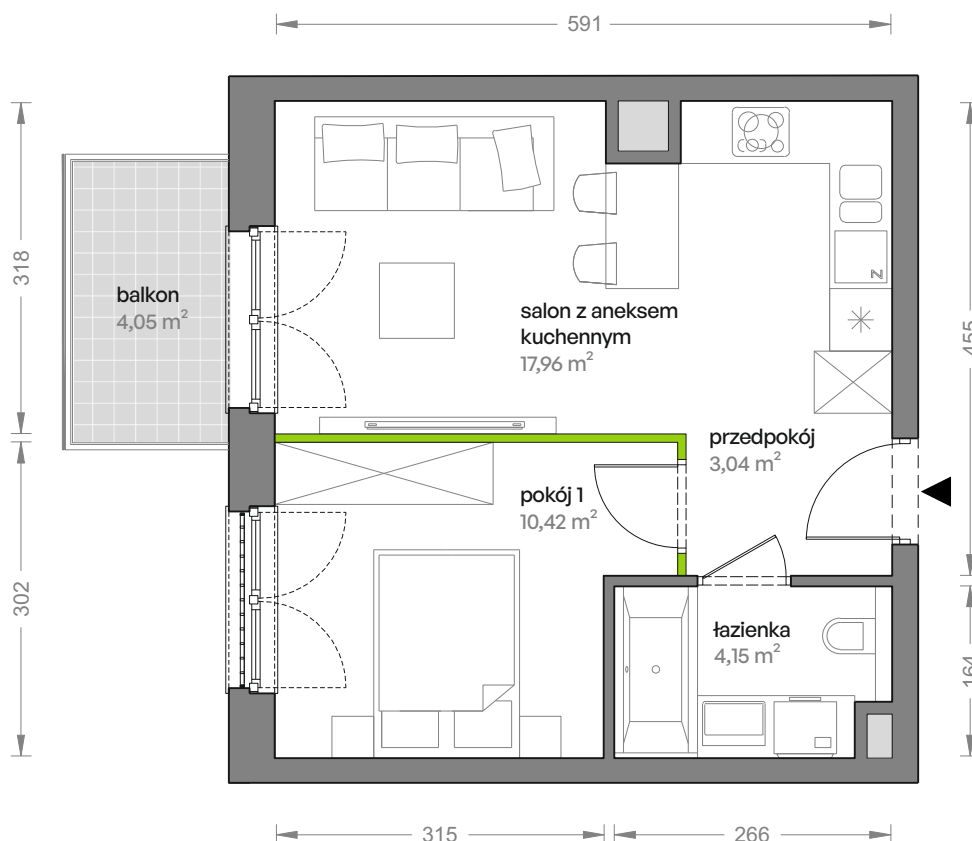 591
318
balkon
4,05 m²
salon z aneksem
kuchennym
17,96 m²
Z
455
przedpokój
3,04 m²
pokój 1
10,42 m²
302
łazienka
4,15 m²
164
315
266